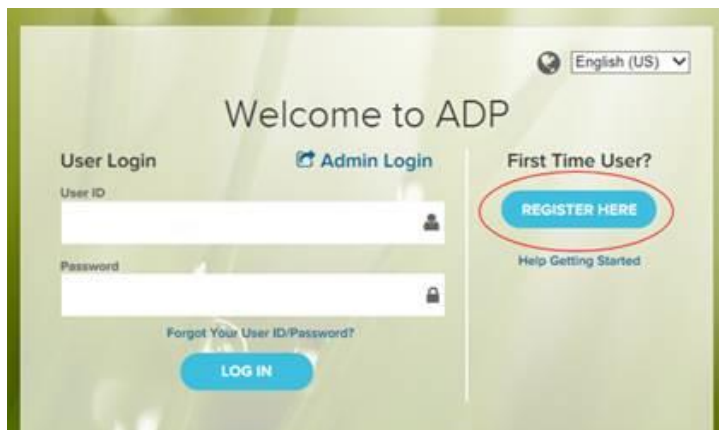 English (US)
Welcome to ADP
User Login
Admin Login
User ID
Password
Forgot Your User ID/Password?
LOG IN
First Time User?
REGISTER HERE
Help Getting Started